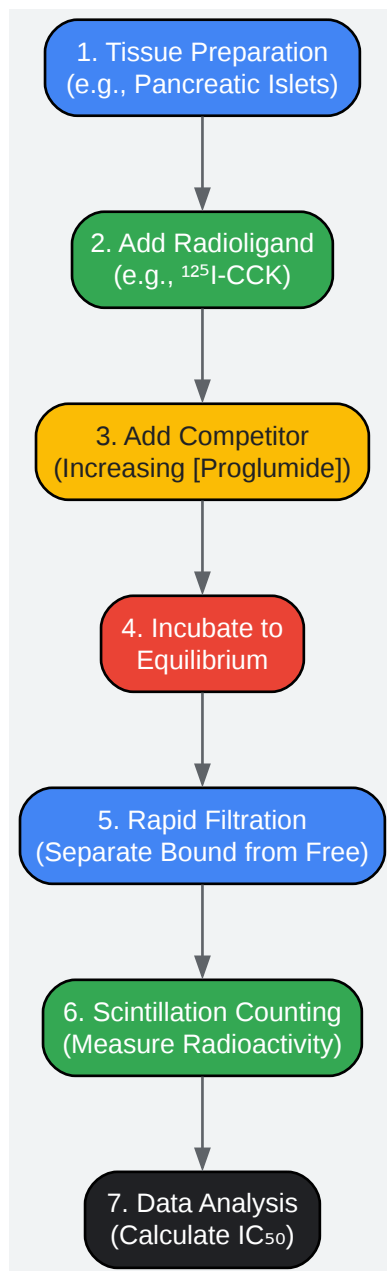 1. Tissue Preparation
(e.g., Pancreatic Islets)
2. Add Radioligand
(e.g., ¹²⁵I-CCK)
3. Add Competitor
(Increasing [Proglumide])
4. Incubate to
Equilibrium
5. Rapid Filtration
(Separate Bound from Free)
6. Scintillation Counting
(Measure Radioactivity)
7. Data Analysis
(Calculate IC₅₀)